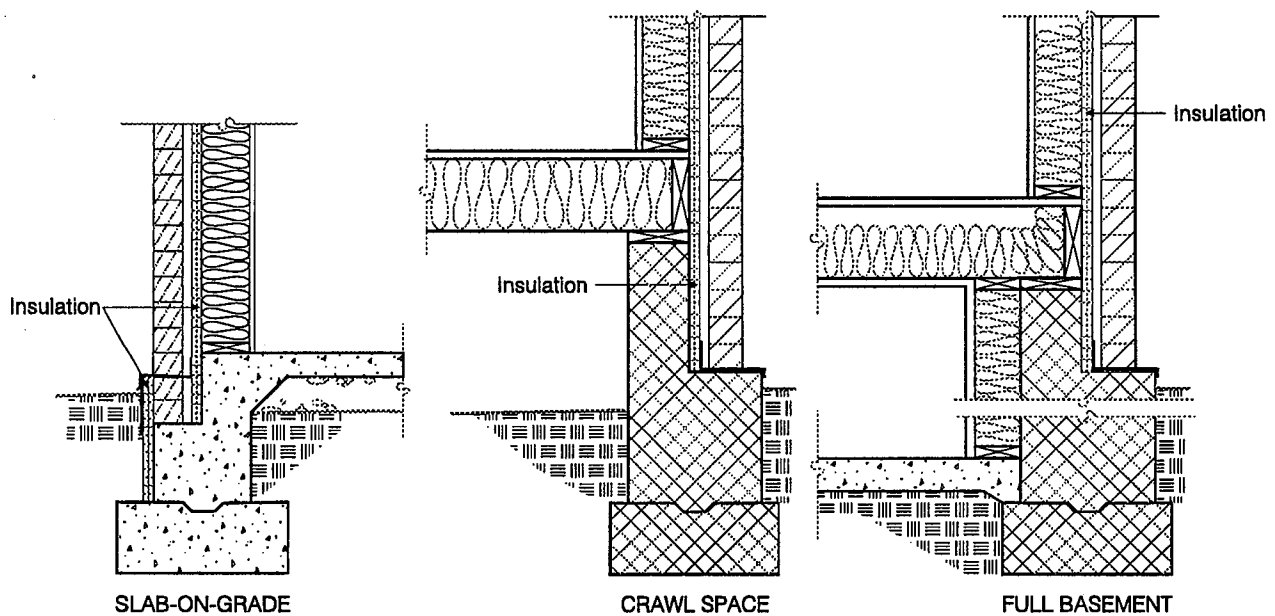 Insulation
Insulation
Insulation
SLAB-ON-GRADE
CRAWL SPACE
FULL BASEMENT